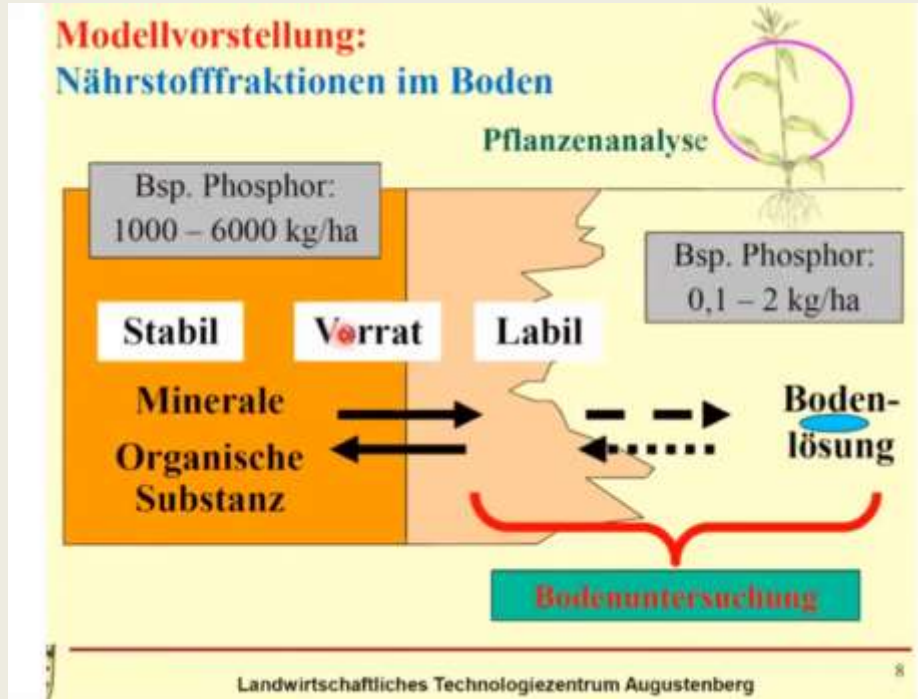 Modellvorstellung:
Nährstofffraktionen im Boden
Pflanzenanalyse
Bsp. Phosphor:
1000 – 6000 kg/ha
Bsp. Phosphor:
0,1 – 2 kg/ha
Stabil
Vorrat
Labil
Minerale
Organische
Substanz
Boden-
lösung
Bodenuntersuchung
Landwirtschaftliches Technologiezentrum Augustenberg
8